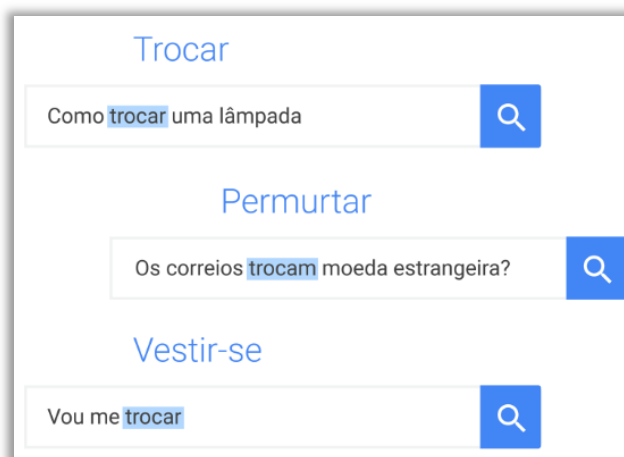 Trocar
Como trocar uma lâmpada
Permurtar
Os correios trocam moeda estrangeira?
Vestir-se
Vou me trocar